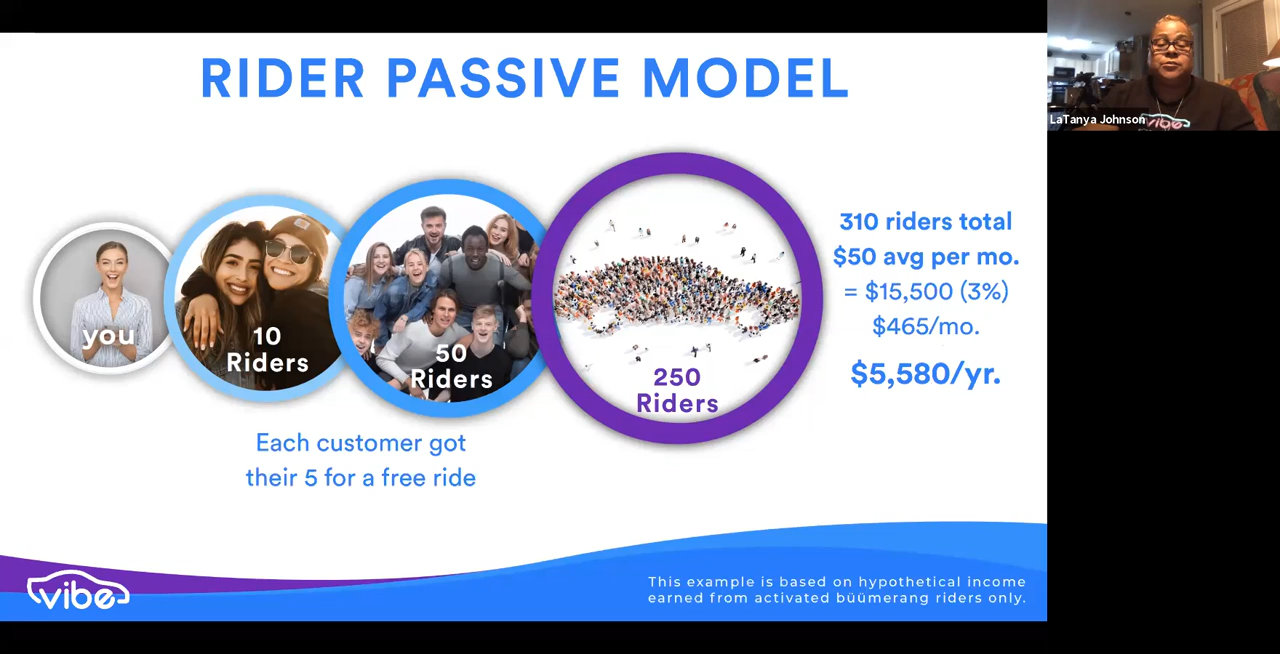 RIDER PASSIVE MODEL
you
10
Riders
50
Riders
250
Riders
310 riders total
$50 avg per mo.
= $15,500 (3%)
$465/mo.
$5,580/yr.
Each customer got
their 5 for a free ride
vibe
This example is based on hypothetical income
earned from activated büümerang riders only.
LaTanya Johnson
vibe